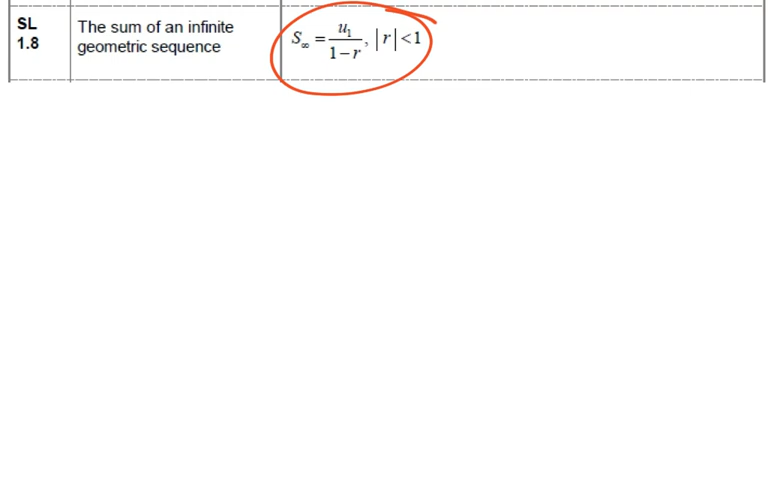 SL
1.8
The sum of an infinite
geometric sequence
S∞ = u₁/(1−r), |r|<1